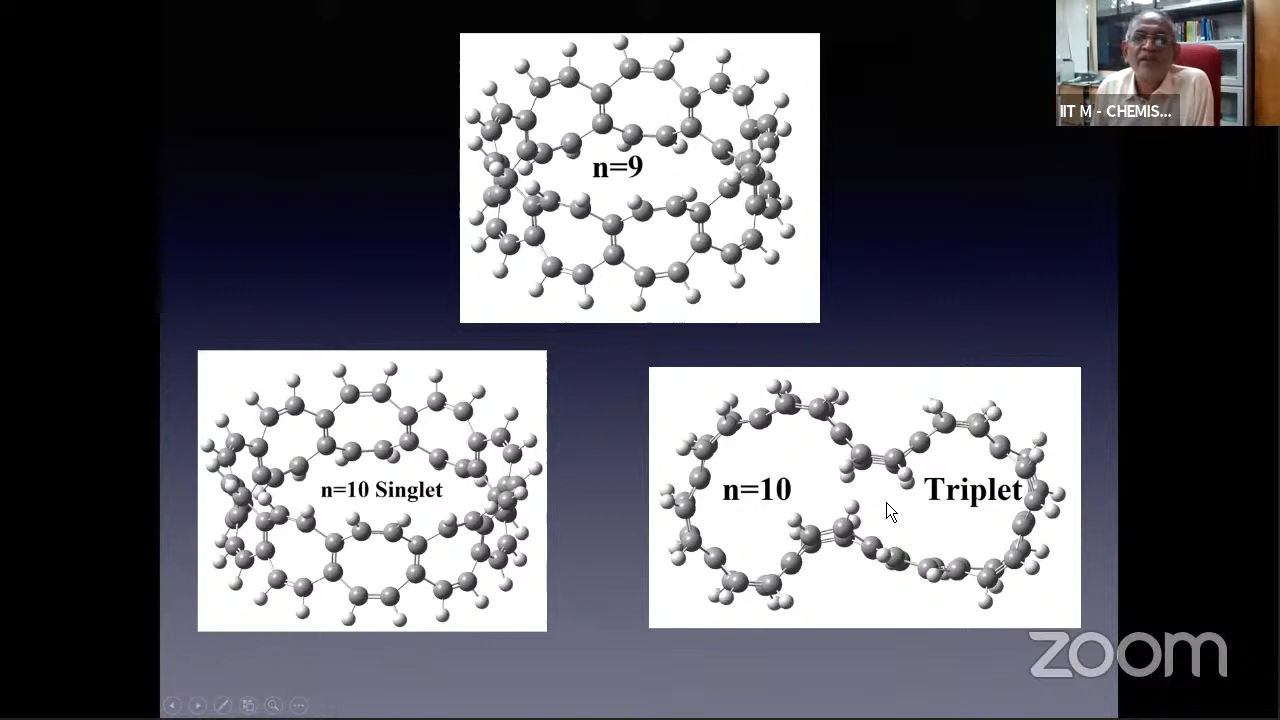 IIT M - CHEMIS...
n=9
n=10 Singlet
n=10
Triplet
zoom